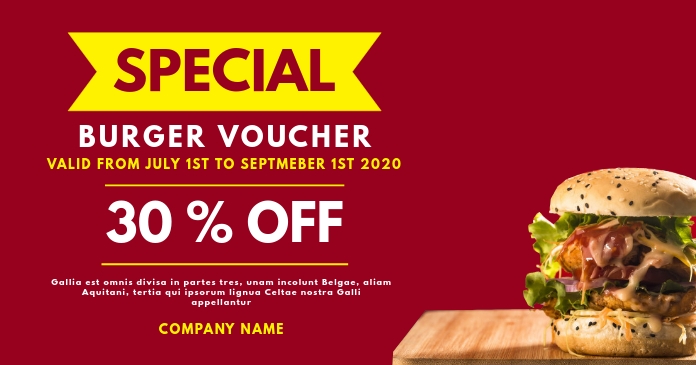 SPECIAL
BURGER VOUCHER
VALID FROM JULY 1ST TO SEPTMEBER 1ST 2020
30 % OFF
Gallia est omnis divisa in partes tres, unam incolunt Belgae, aliam
Aquitani, tertia qui ipsorum lignua Celtae nostra Galli
appellantur
COMPANY NAME